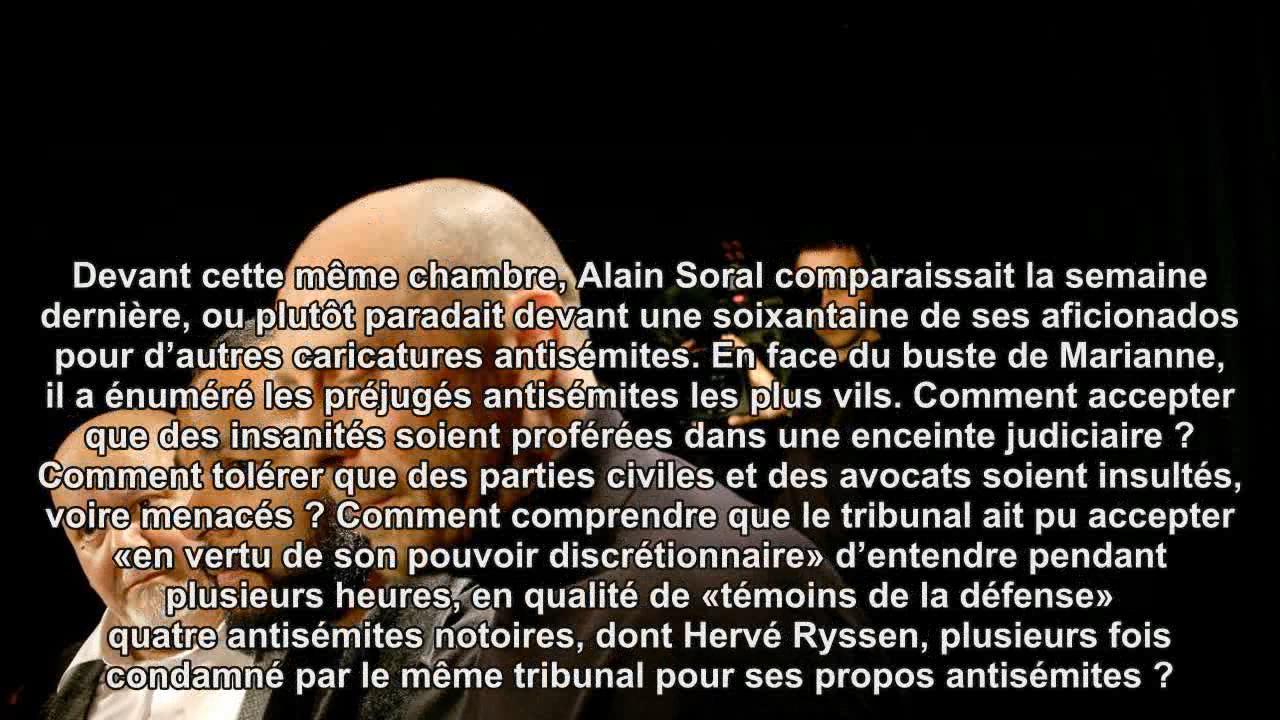 Devant cette même chambre, Alain Soral comparaissait la semaine
dernière, ou plutôt paradait devant une soixantaine de ses aficionados
pour d’autres caricatures antisémites. En face du buste de Marianne,
il a énuméré les préjugés antisémites les plus vils. Comment accepter
que des insanités soient proférées dans une enceinte judiciaire ?
Comment tolérer que des parties civiles et des avocats soient insultés,
voire menacés ? Comment comprendre que le tribunal ait pu accepter
«en vertu de son pouvoir discrétionnaire» d’entendre pendant
plusieurs heures, en qualité de «témoins de la défense»
quatre antisémites notoires, dont Hervé Ryssen, plusieurs fois
condamné par le même tribunal pour ses propos antisémites ?